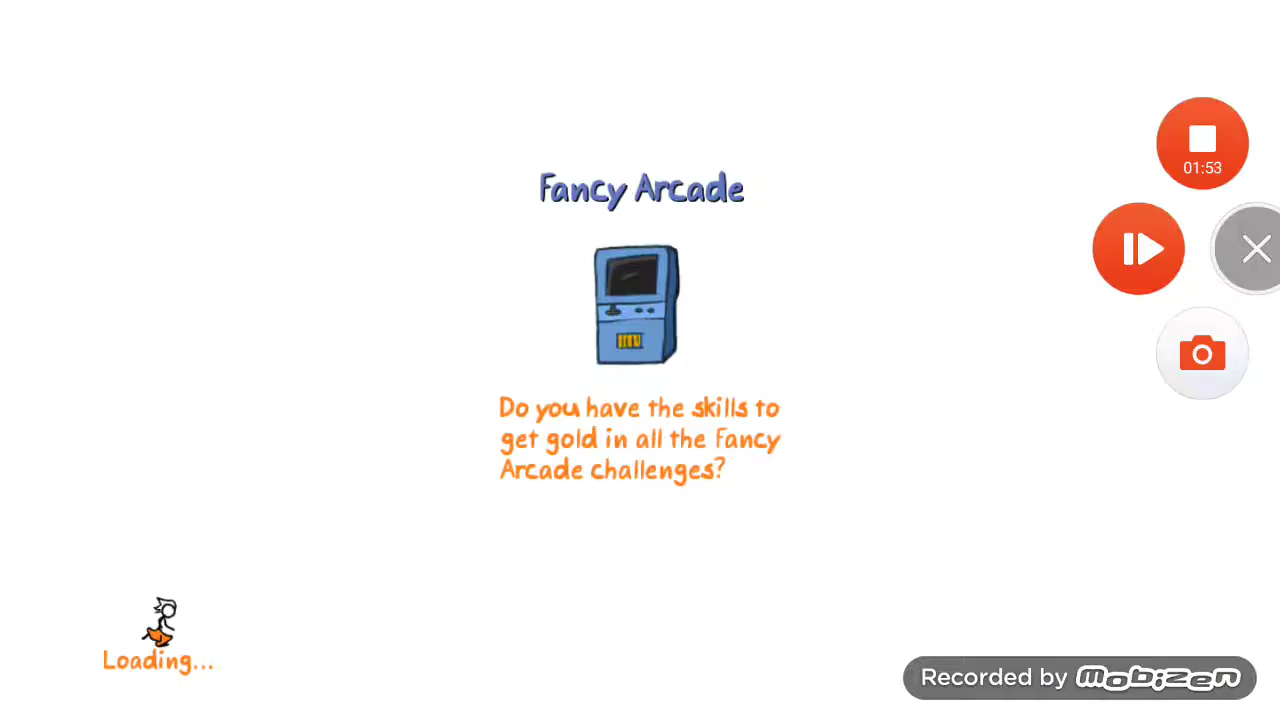 Fancy Arcade
01:53
Do you have the skills to
get gold in all the Fancy
Arcade challenges?
Loading...
Recorded by mobizen